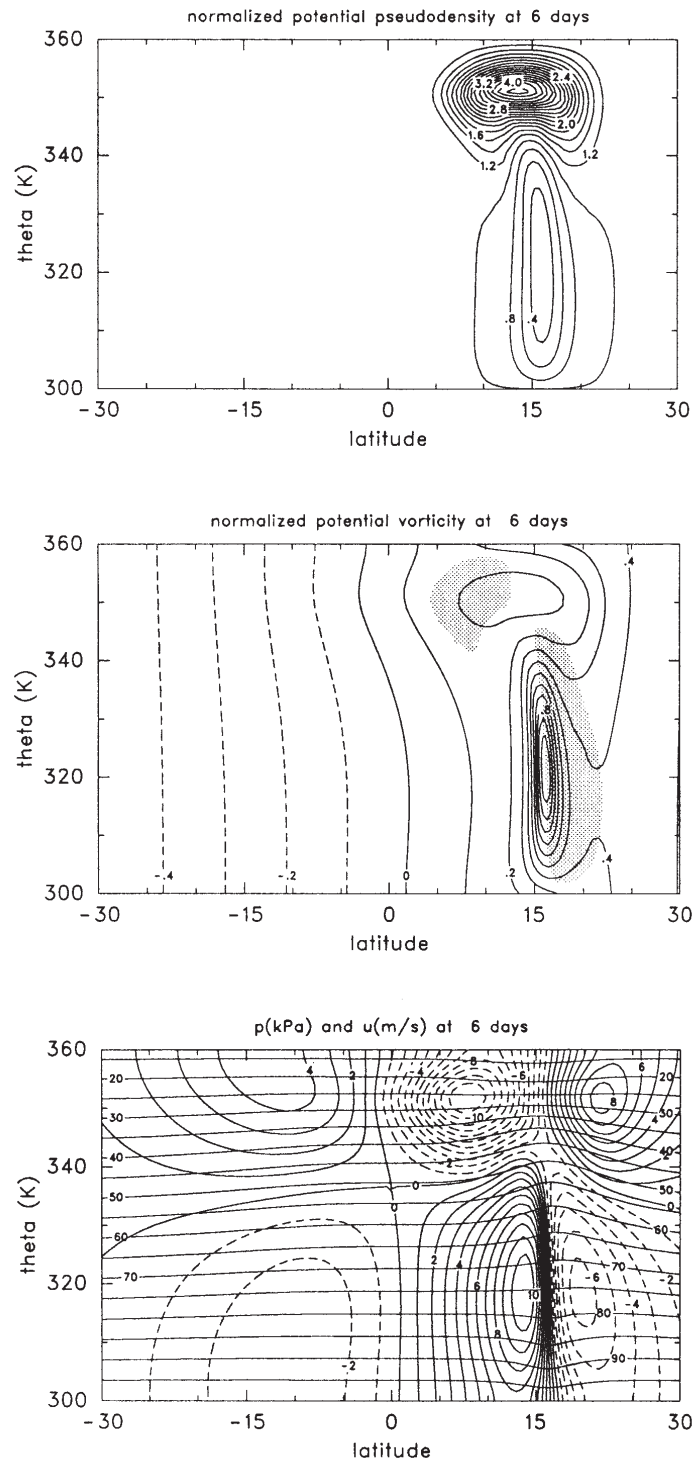 normalized potential pseudodensity at 6 days
360
3.2 4.0 2.4
2.8
1.6 2.0
340
1.2 1.2
theta (K)
320
.8 .4
300
-30 -15 0 15 30
latitude
normalized potential vorticity at 6 days
360
.4
340
theta (K)
.8
320
300
-.4 -.2 0 .2 .4
-30 -15 0 15 30
latitude
p(kPa) and u(m/s) at 6 days
360
20 4 2 -4 -8 -6 6 20
30 10 8 4 30
40 -2 40
340
50 0 0 50 0
60 60
theta (K)
70 2 4 6 70 -2
320
10 -6 -4
8 80
-2 90
300
-30 -15 0 15 30
latitude